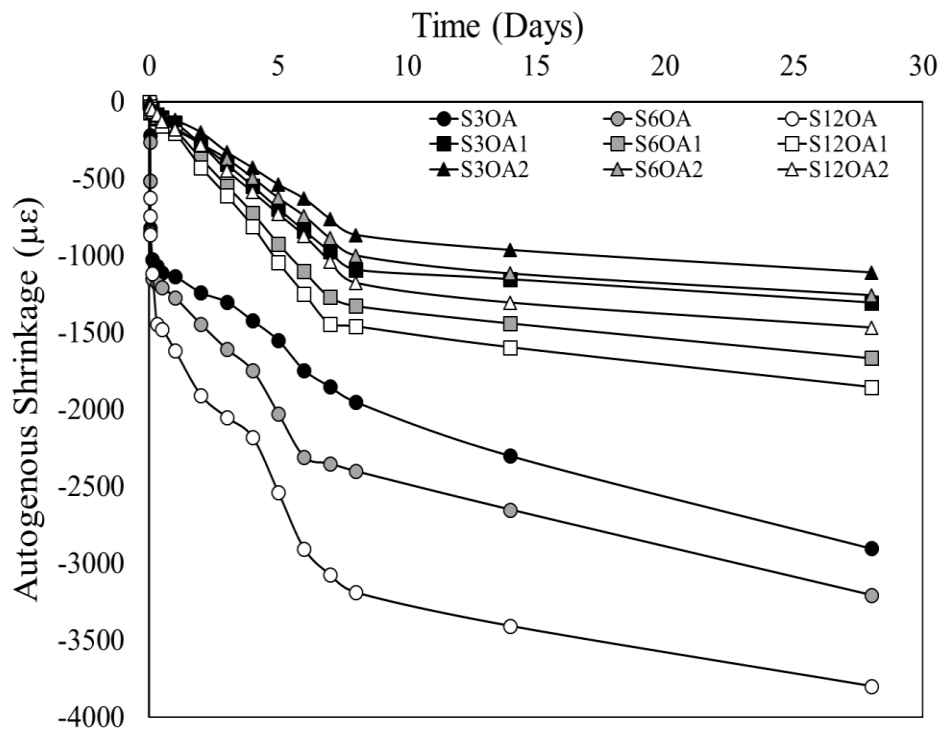 Time (Days)
0 5 10 15 20 25 30
0
-500
-1000
-1500
-2000
-2500
-3000
-3500
-4000
Autogenous Shrinkage (με)
S3OA S6OA S12OA
S3OA1 S6OA1 S12OA1
S3OA2 S6OA2 S12OA2